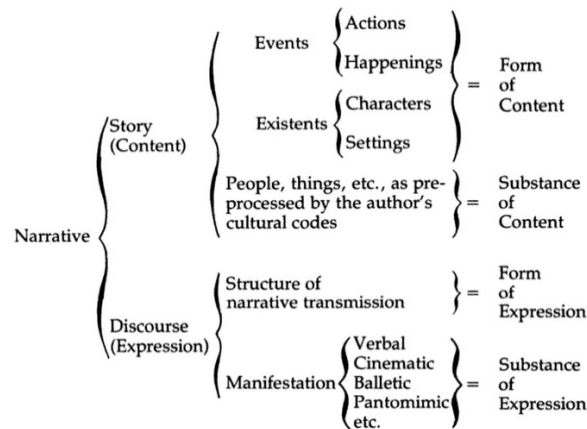 Narrative
Story
(Content)
Events
Actions
Happenings
Existents
Characters
Settings
=
Form
of
Content
People, things, etc., as pre-
processed by the author's
cultural codes
=
Substance
of
Content
Discourse
(Expression)
Structure of
narrative transmission
=
Form
of
Expression
Manifestation
Verbal
Cinematic
Balletic
Pantomimic
etc.
=
Substance
of
Expression